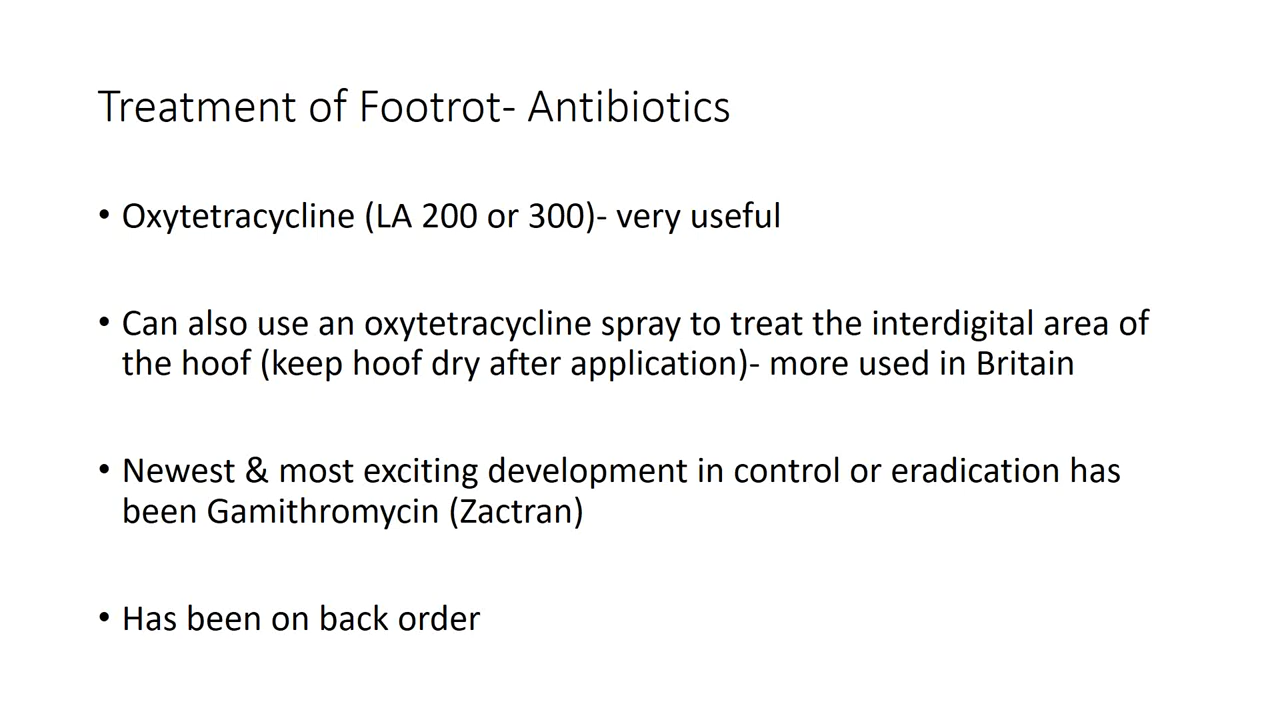 Treatment of Footrot- Antibiotics
• Oxytetracycline (LA 200 or 300)- very useful
• Can also use an oxytetracycline spray to treat the interdigital area of
the hoof (keep hoof dry after application)- more used in Britain
• Newest & most exciting development in control or eradication has
been Gamithromycin (Zactran)
• Has been on back order